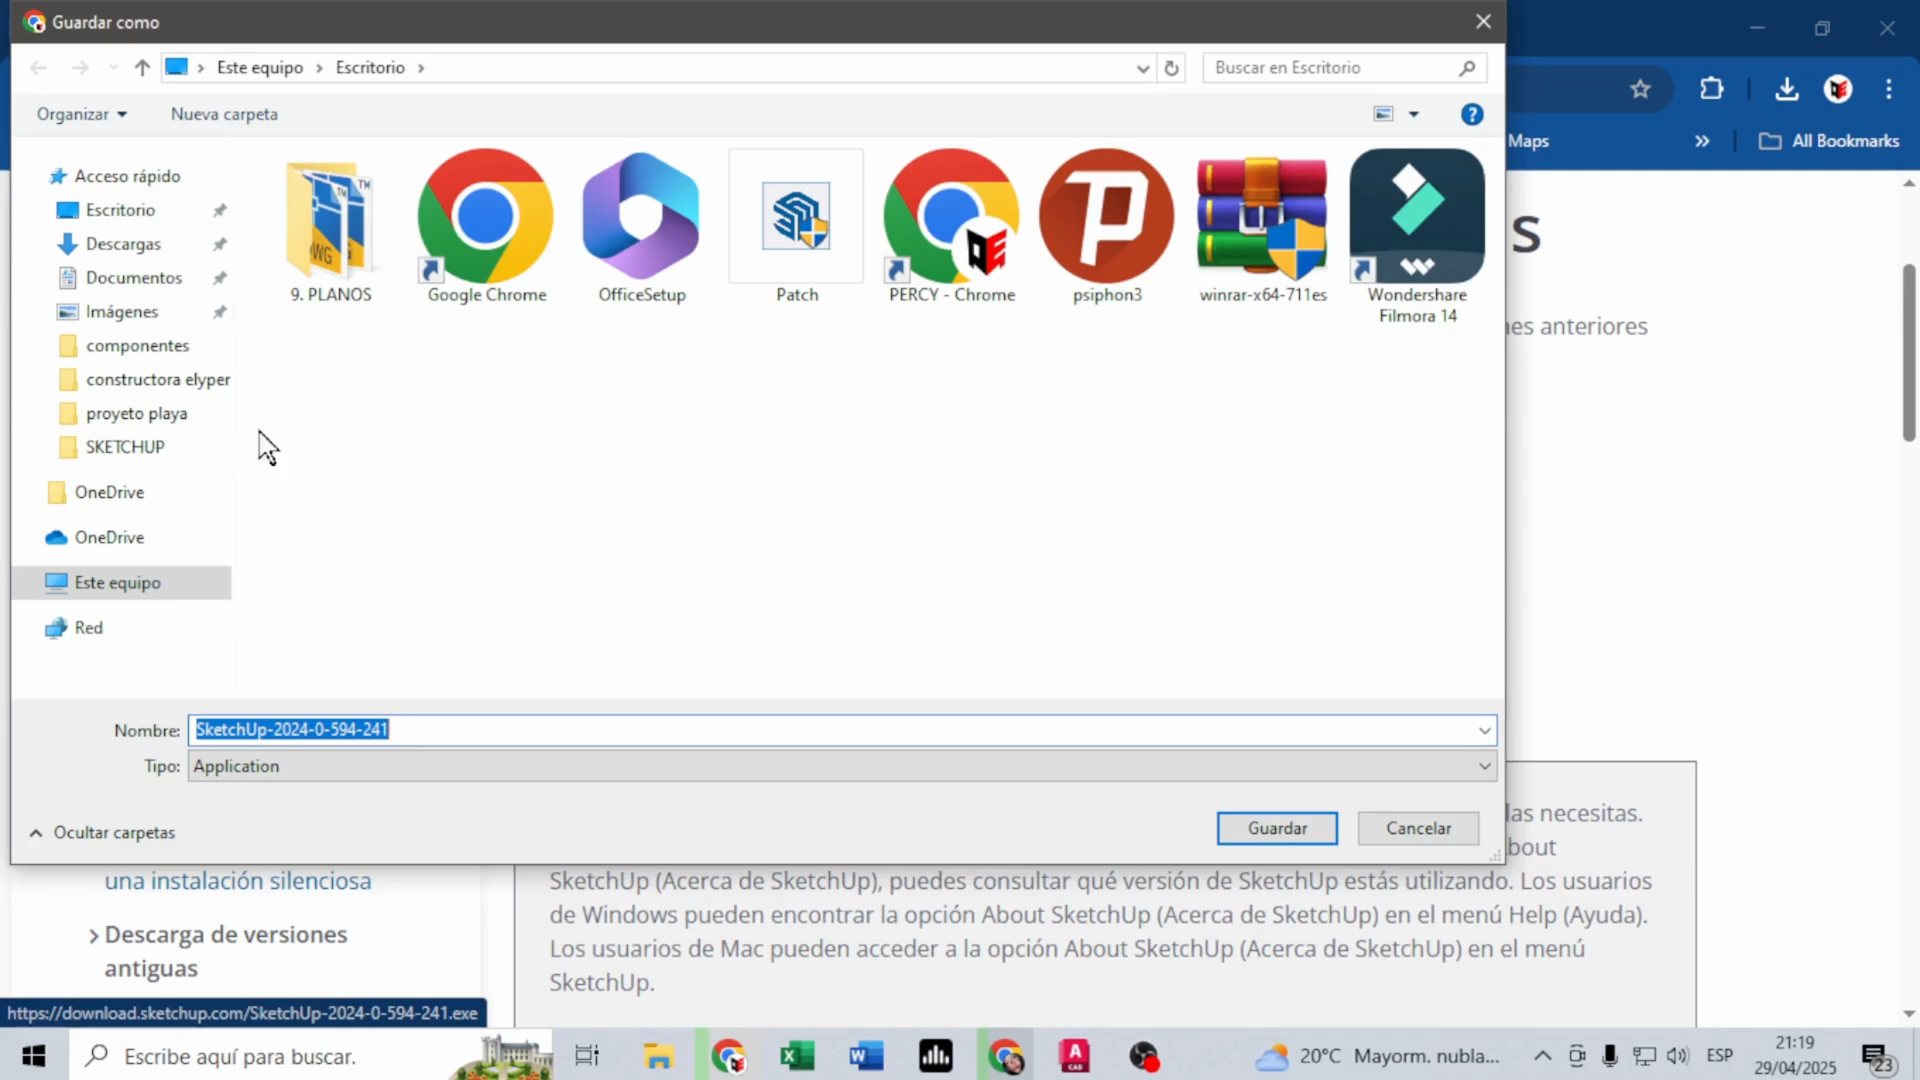 Guardar como
Este equipo
Escritorio
Buscar en Escritorio
Organizar
Nueva carpeta
Maps
All Bookmarks
Acceso rápido
Escritorio
Descargas
Documentos
Imágenes
componentes
constructora elyper
proyeto playa
SKETCHUP
OneDrive
OneDrive
Este equipo
Red
9. PLANOS
Google Chrome
OfficeSetup
Patch
PERCY - Chrome
psiphon3
winrar-x64-711es
Wondershare
Filmora 14
s
nes anteriores
Nombre: SketchUp-2024-0-594-241
Tipo: Application
Ocultar carpetas
Guardar
Cancelar
las necesitas.
bout
SketchUp (Acerca de SketchUp), puedes consultar qué versión de SketchUp estás utilizando. Los usuarios
de Windows pueden encontrar la opción About SketchUp (Acerca de SketchUp) en el menú Help (Ayuda).
Los usuarios de Mac pueden acceder a la opción About SketchUp (Acerca de SketchUp) en el menú
SketchUp.
una instalación silenciosa
Descarga de versiones
antiguas
https://download.sketchup.com/SketchUp-2024-0-594-241.exe
Escribe aquí para buscar.
20°C Mayorm. nubla...
ESP
21:19
29/04/2025
23